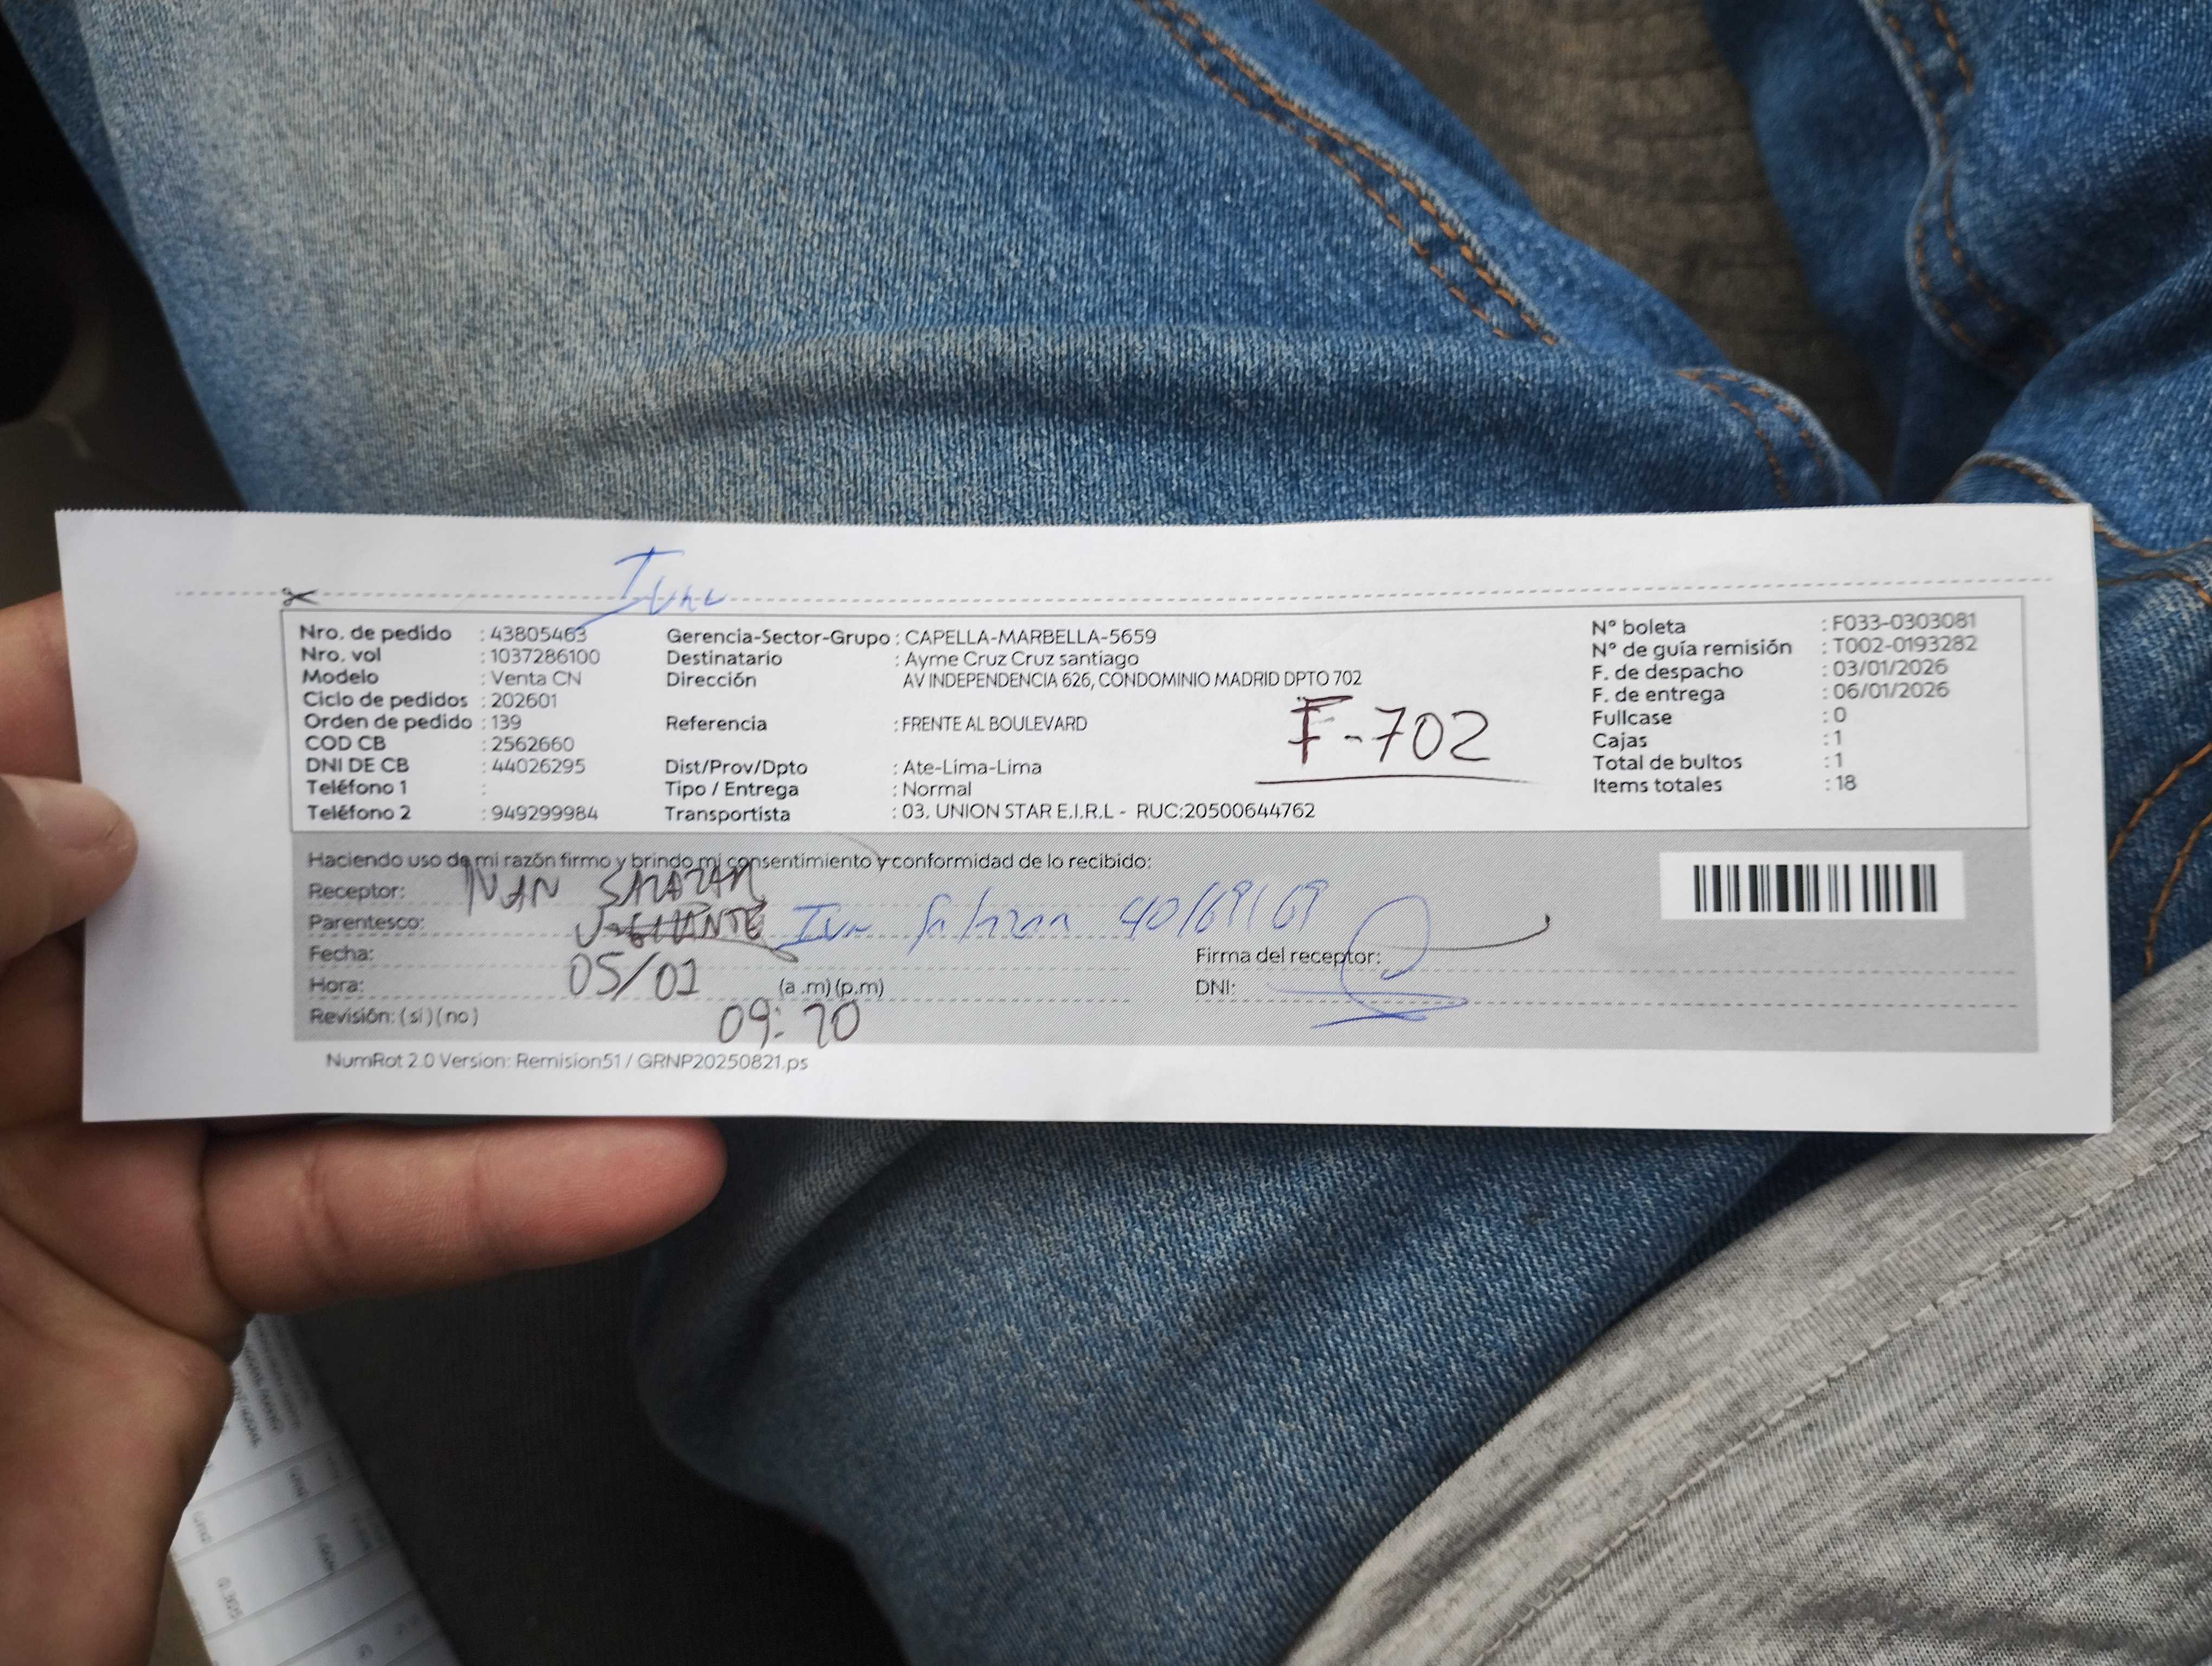 Nro. de pedido : 43805463
Nro. vol : 1037286100
Modelo : Venta CN
Ciclo de pedidos : 202601
Orden de pedido : 139
COD CB : 2562660
DNI DE CB : 44026295
Teléfono 1 :
Teléfono 2 : 949299984
Gerencia-Sector-Grupo : CAPELLA-MARBELLA-5659
Destinatario : Ayme Cruz Cruz santiago
Dirección AV INDEPENDENCIA 626, CONDOMINIO MADRID DPTO 702
Referencia : FRENTE AL BOULEVARD
Dist/Prov/Dpto : Ate-Lima-Lima
Tipo / Entrega : Normal
Transportista : 03. UNION STAR E.I.R.L - RUC:20500644762
F-702
N° boleta : F033-0303081
N° de guía remisión : T002-0193282
F. de despacho : 03/01/2026
F. de entrega : 06/01/2026
Fullcase : 0
Cajas : 1
Total de bultos : 1
Items totales : 18
Haciendo uso de mi razón firmo y brindo mi consentimiento y conformidad de lo recibido:
Receptor: IVAN SALAZAR
Parentesco:
Fecha: 05/01
Hora: (a .m) (p.m)
Revisión: (si) (no)
Firma del receptor:
DNI:
NumRot 2.0 Version: Remision51 / GRNP20250821.ps